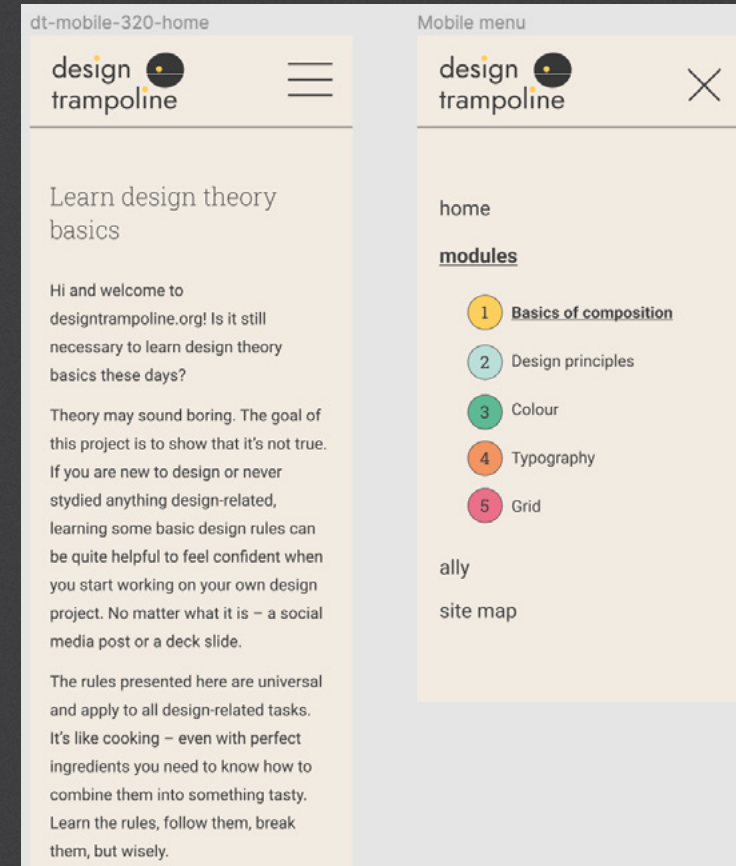 dt-mobile-320-home
design
trampoline
Learn design theory
basics
Hi and welcome to
designtrampoline.org! Is it still
necessary to learn design theory
basics these days?
Theory may sound boring. The goal of
this project is to show that it's not true.
If you are new to design or never
stydied anything design-related,
learning some basic design rules can
be quite helpful to feel confident when
you start working on your own design
project. No matter what it is – a social
media post or a deck slide.
The rules presented here are universal
and apply to all design-related tasks.
It's like cooking – even with perfect
ingredients you need to know how to
combine them into something tasty.
Learn the rules, follow them, break
them, but wisely.
Mobile menu
design
trampoline
home
modules
1 Basics of composition
2 Design principles
3 Colour
4 Typography
5 Grid
ally
site map